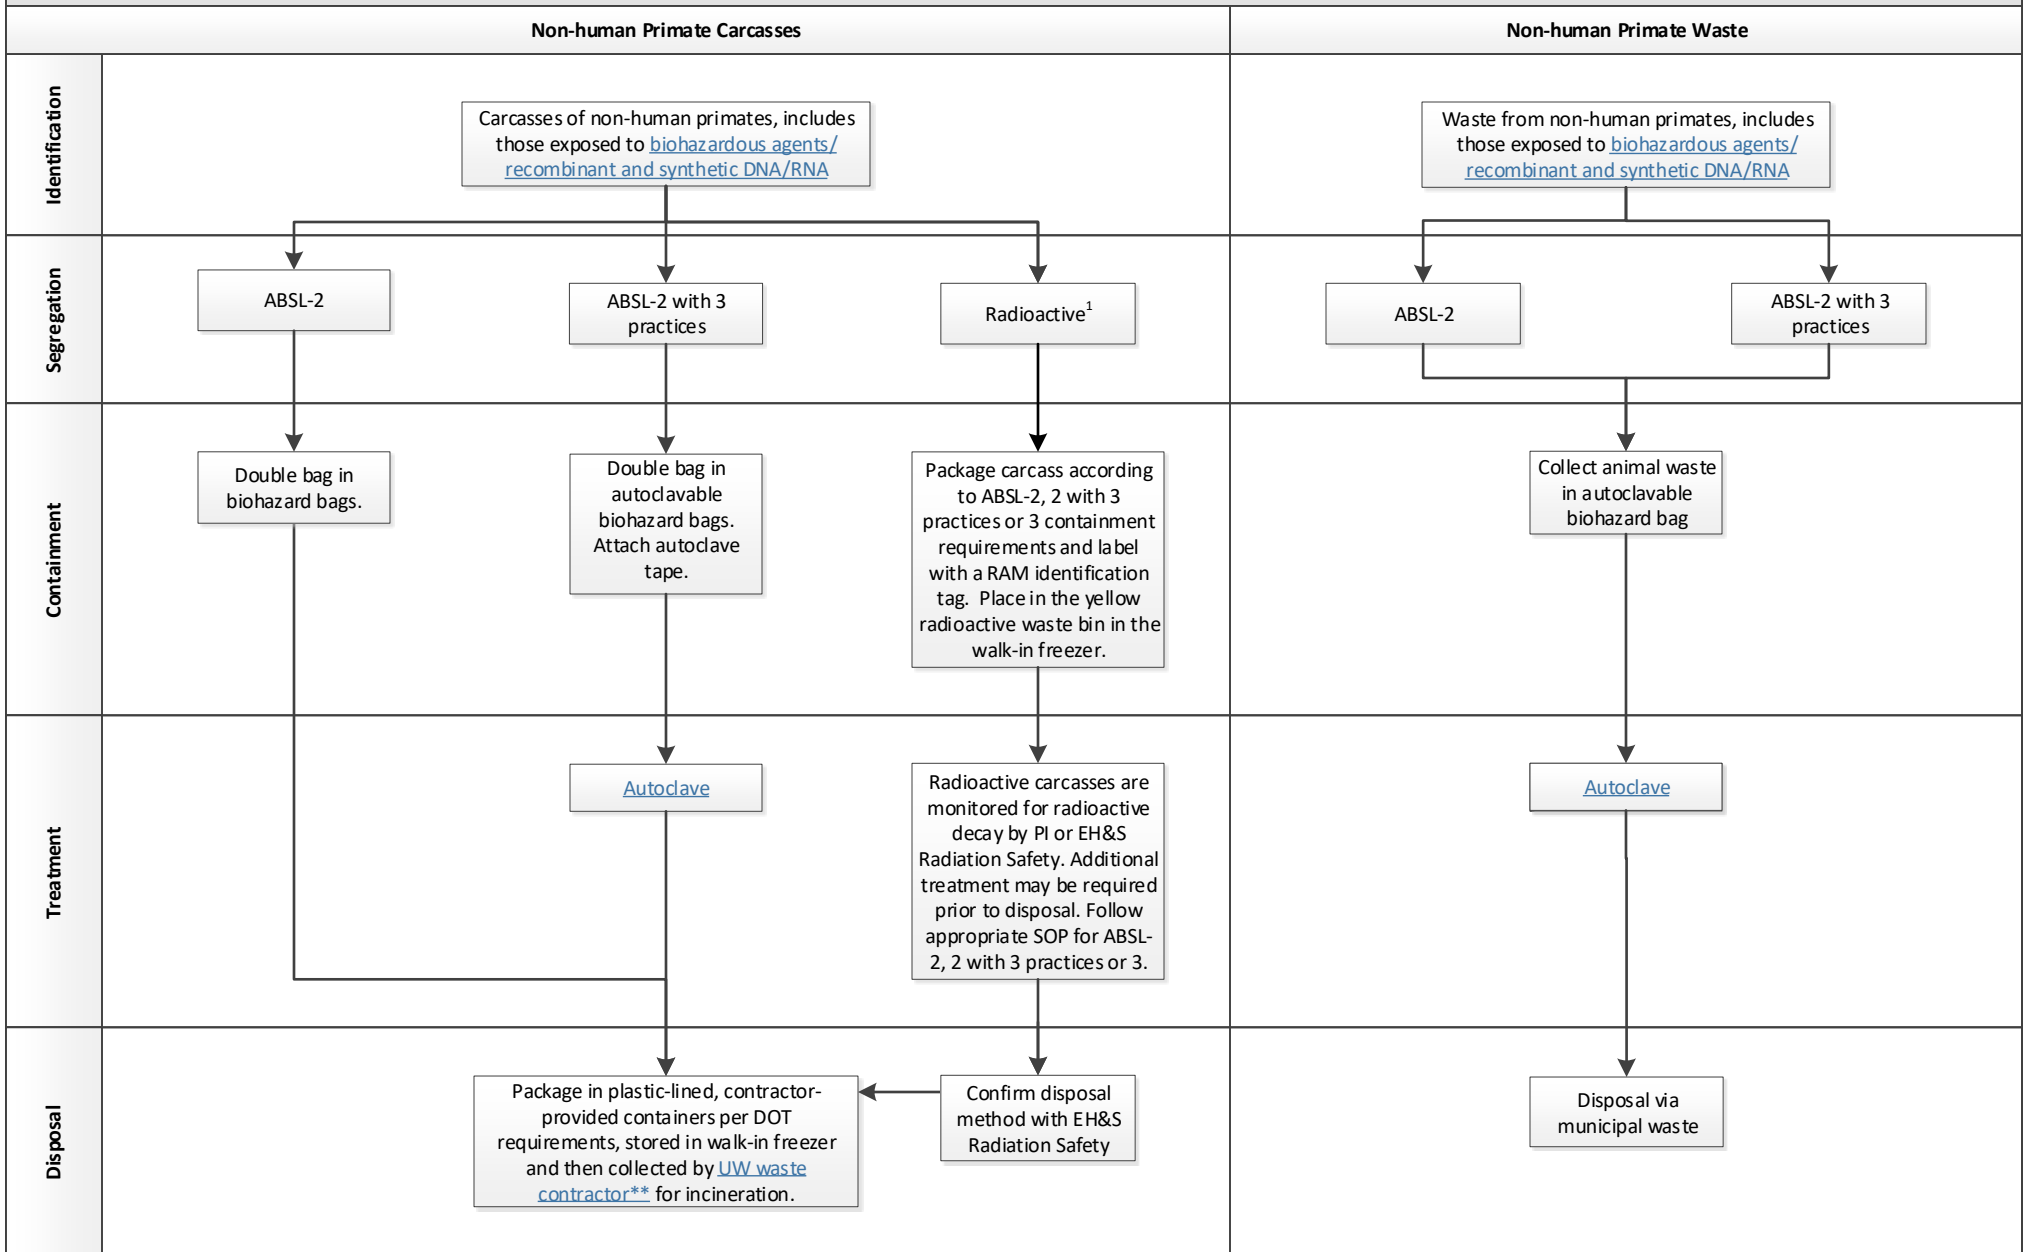 Non-human Primate Carcasses
Non-human Primate Waste
Identification
Carcasses of non-human primates, includes
those exposed to biohazardous agents/
recombinant and synthetic DNA/RNA
Waste from non-human primates, includes
those exposed to biohazardous agents/
recombinant and synthetic DNA/RNA
Segregation
ABSL-2
ABSL-2 with 3
practices
Radioactive1
ABSL-2
ABSL-2 with 3
practices
Containment
Double bag in
biohazard bags.
Double bag in
autoclavable
biohazard bags.
Attach autoclave
tape.
Package carcass according
to ABSL-2, 2 with 3
practices or 3 containment
requirements and label
with a RAM identification
tag. Place in the yellow
radioactive waste bin in the
walk-in freezer.
Collect animal waste
in autoclavable
biohazard bag
Treatment
Autoclave
Radioactive carcasses are
monitored for radioactive
decay by PI or EH&S
Radiation Safety. Additional
treatment may be required
prior to disposal. Follow
appropriate SOP for ABSL-
2, 2 with 3 practices or 3.
Autoclave
Disposal
Package in plastic-lined, contractor-
provided containers per DOT
requirements, stored in walk-in freezer
and then collected by UW waste
contractor** for incineration.
Confirm disposal
method with EH&S
Radiation Safety
Disposal via
municipal waste